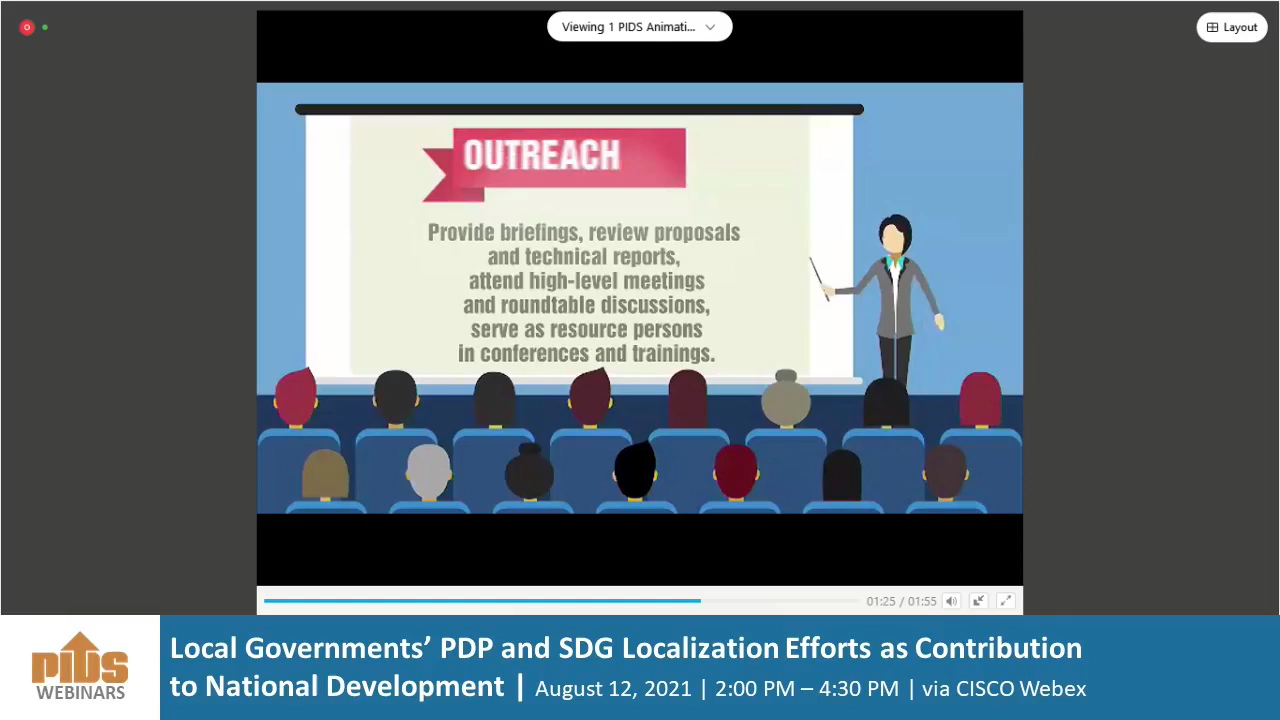 Viewing 1 PIDS Animati...
Layout
OUTREACH
Provide briefings, review proposals
and technical reports,
attend high-level meetings
and roundtable discussions,
serve as resource persons
in conferences and trainings.
01:25 / 01:55
PIDS
WEBINARS
Local Governments’ PDP and SDG Localization Efforts as Contribution
to National Development | August 12, 2021 | 2:00 PM – 4:30 PM | via CISCO Webex